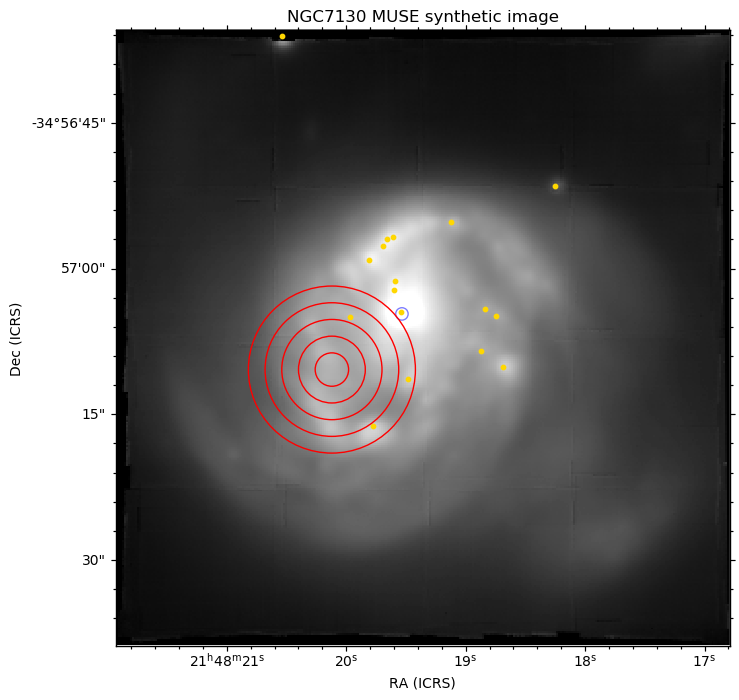 NGC7130 MUSE synthetic image
-34°56'45"
57'00"
15"
30"
Dec (ICRS)
21h48m21s 20s 19s 18s 17s
RA (ICRS)